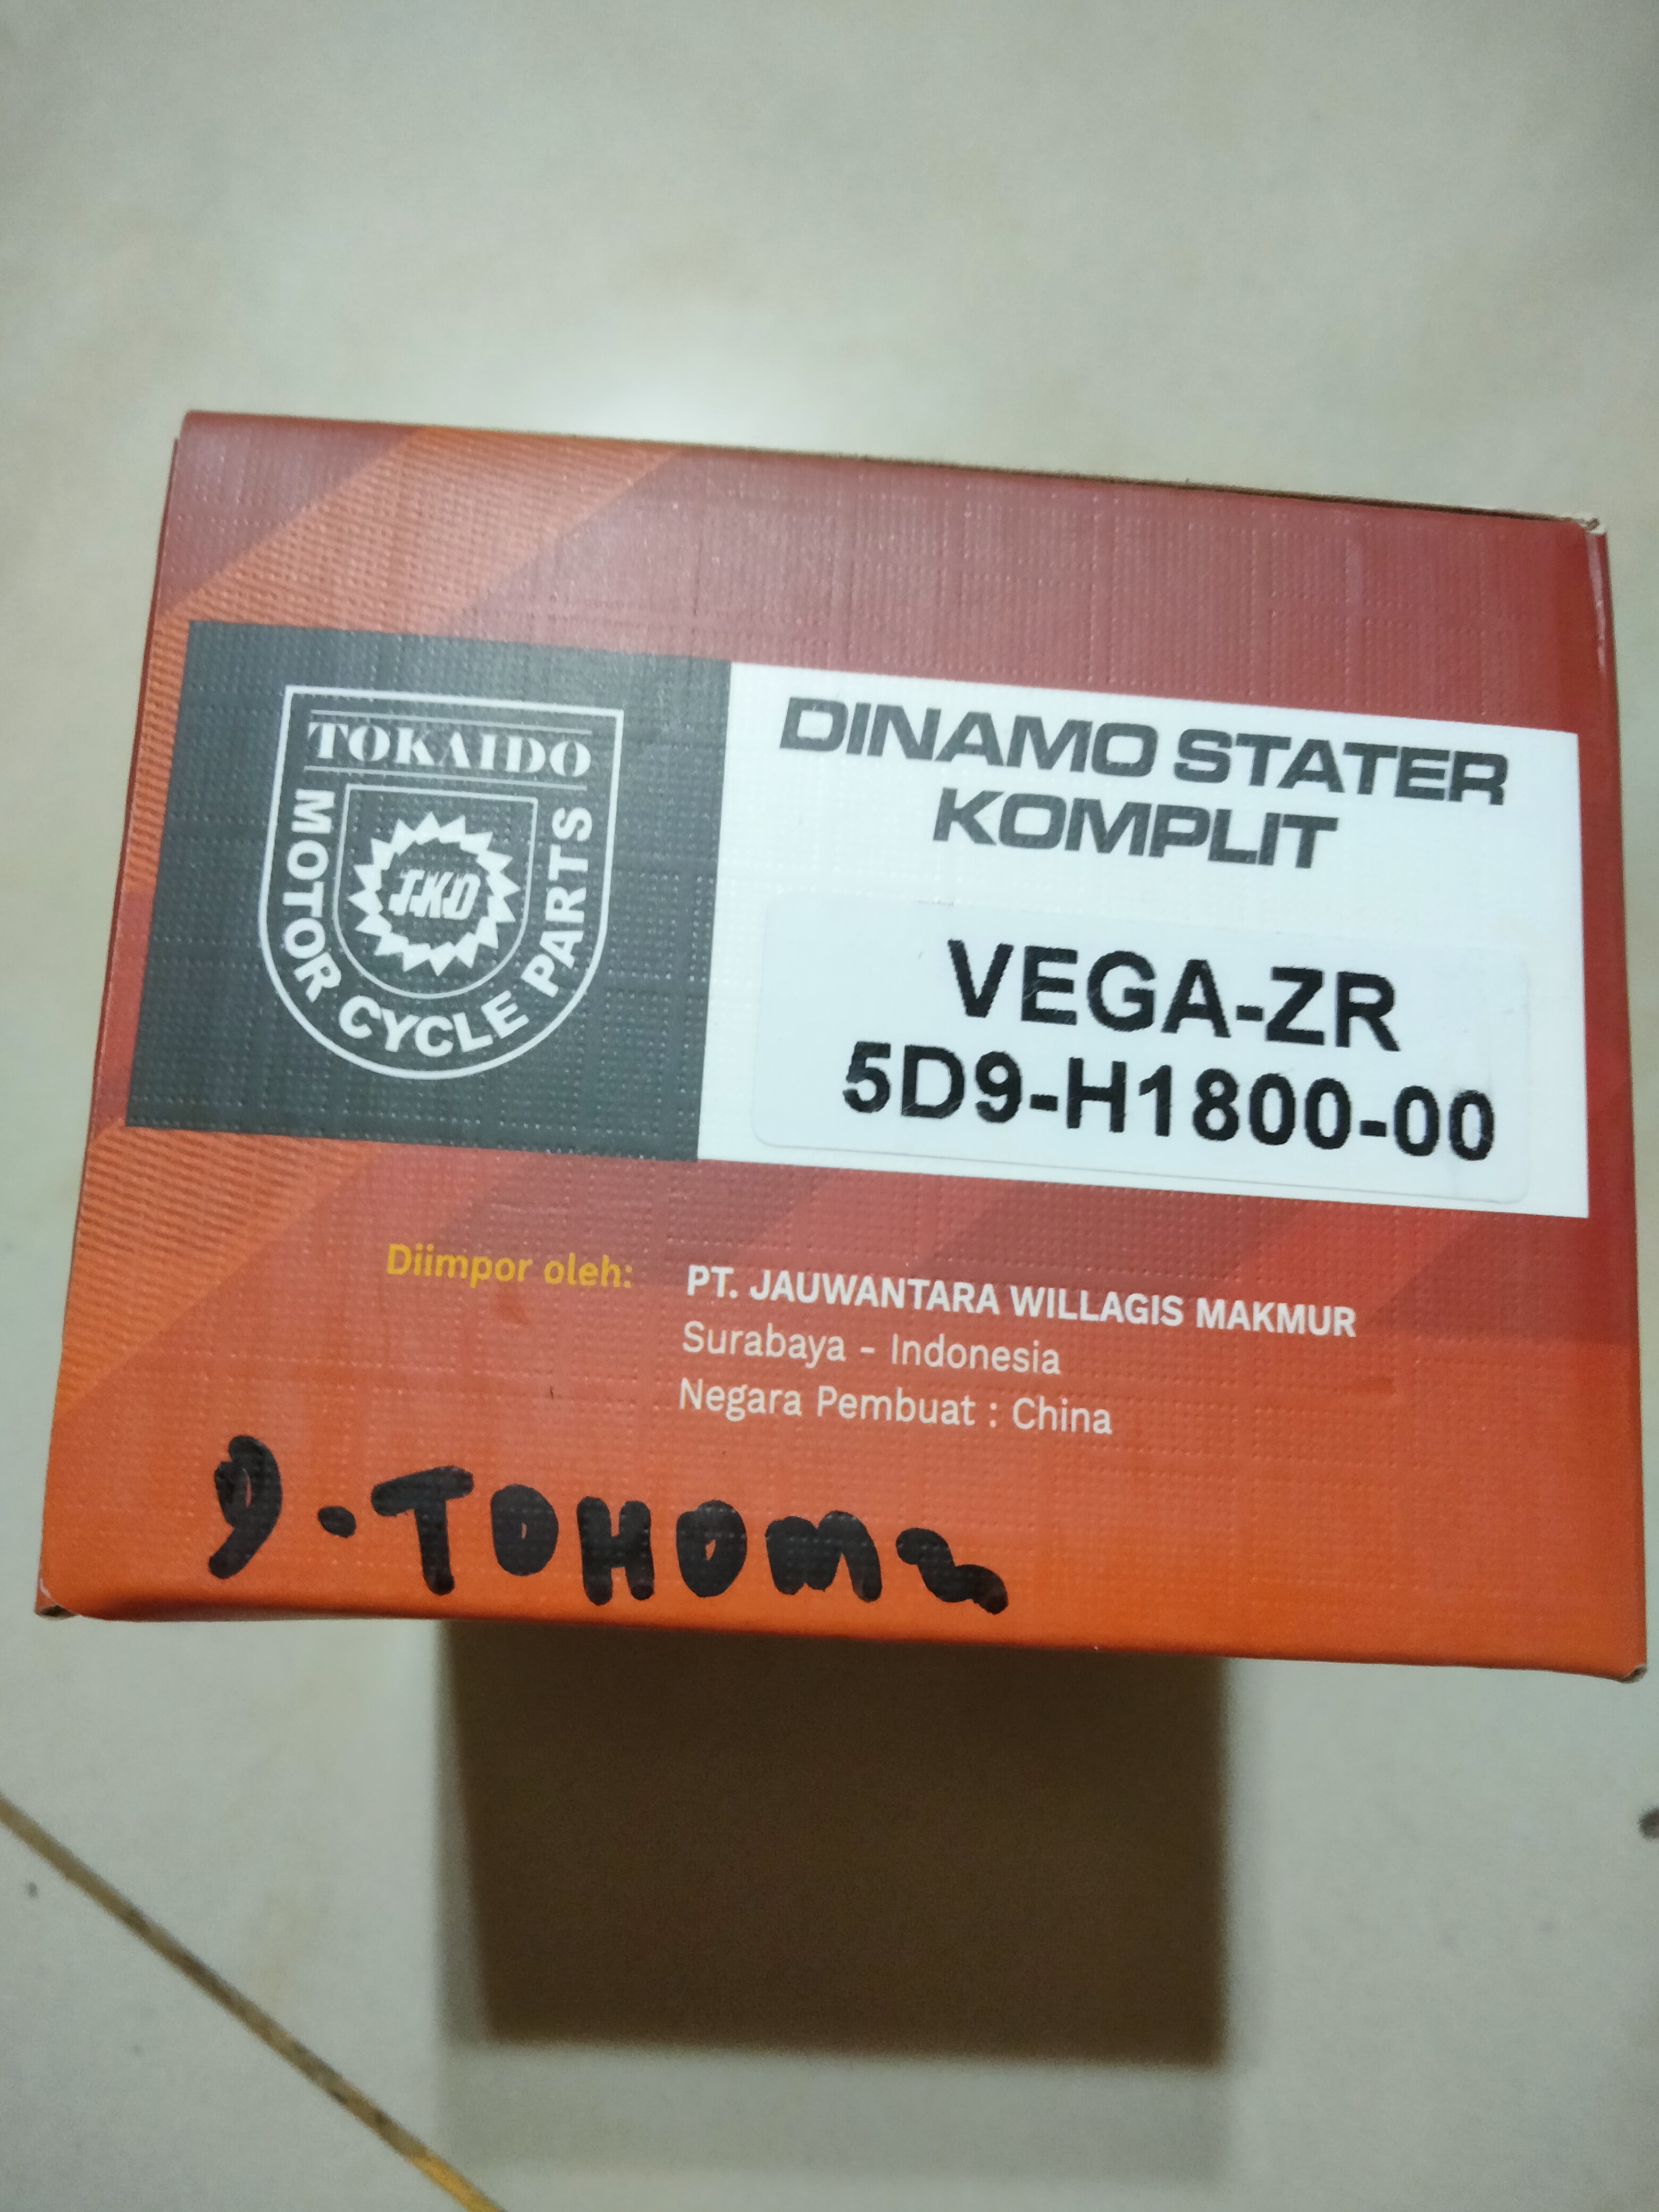 TOKAIDO
TKD
MOTOR CYCLE PARTS
DINAMO STATER
KOMPLIT
VEGA-ZR
5D9-H1800-00
Diimpor oleh: PT. JAUWANTARA WILLAGIS MAKMUR
Surabaya - Indonesia
Negara Pembuat : China